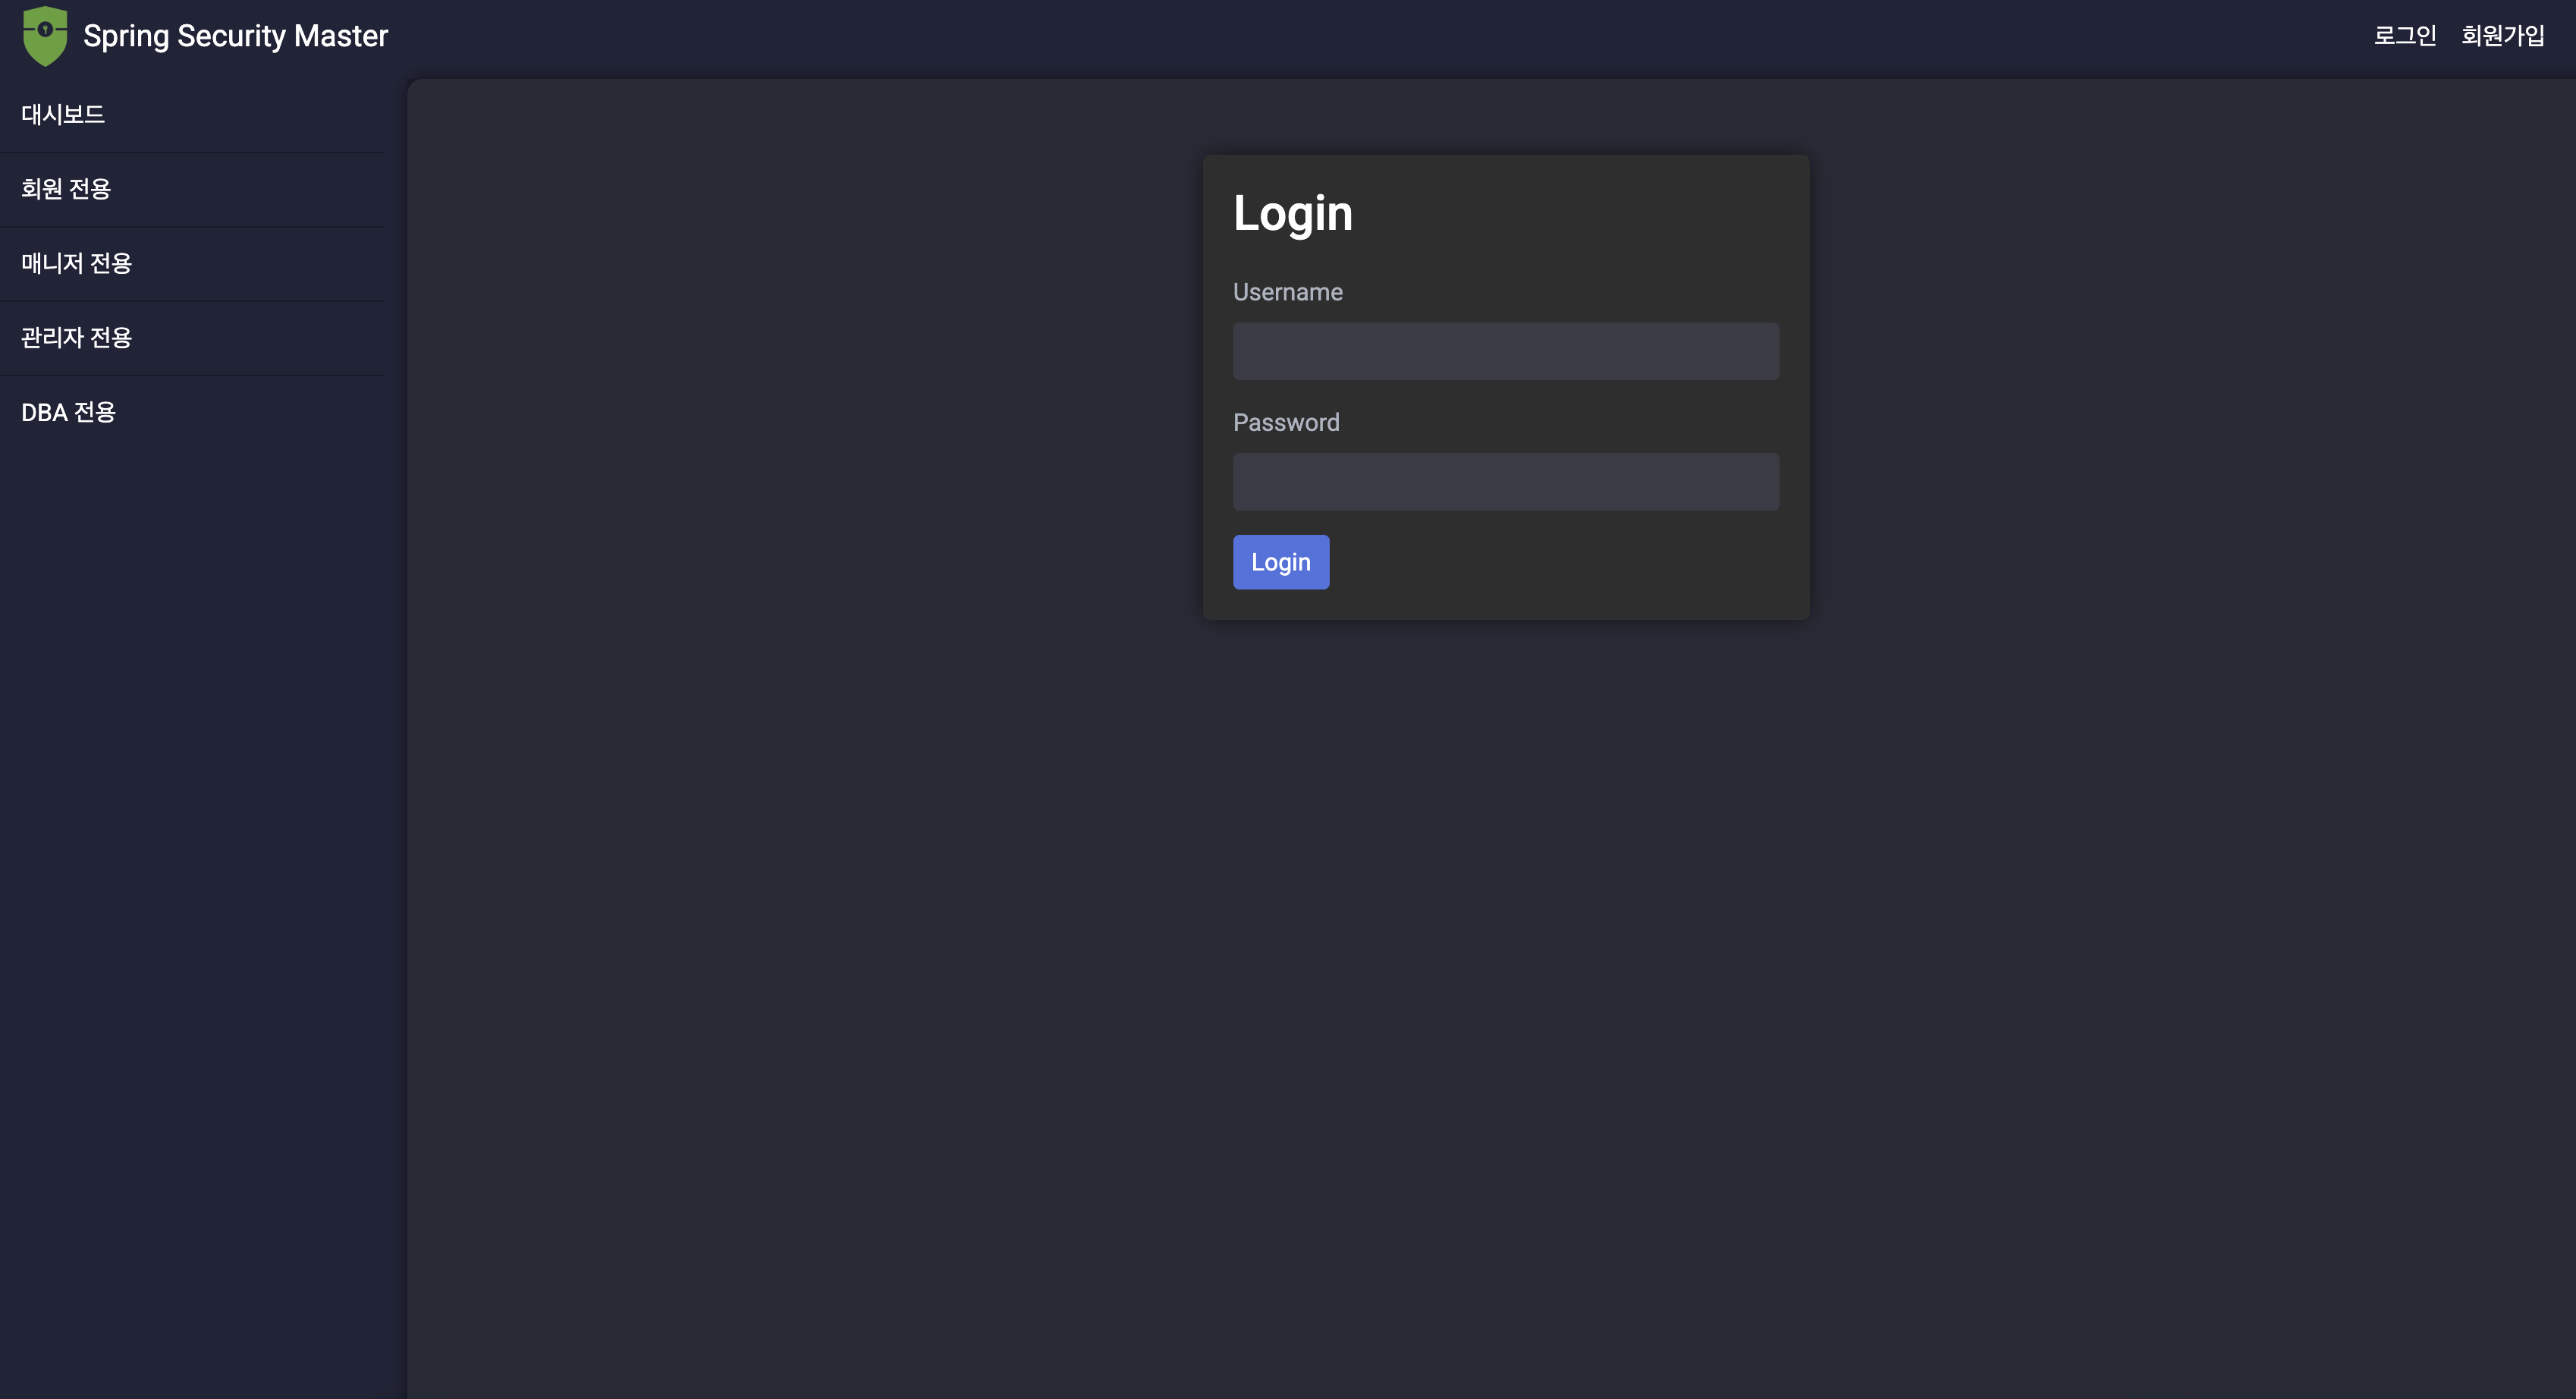 Spring Security Master
로그인 회원가입
대시보드
회원 전용
매니저 전용
관리자 전용
DBA 전용
Login
Username
Password
Login